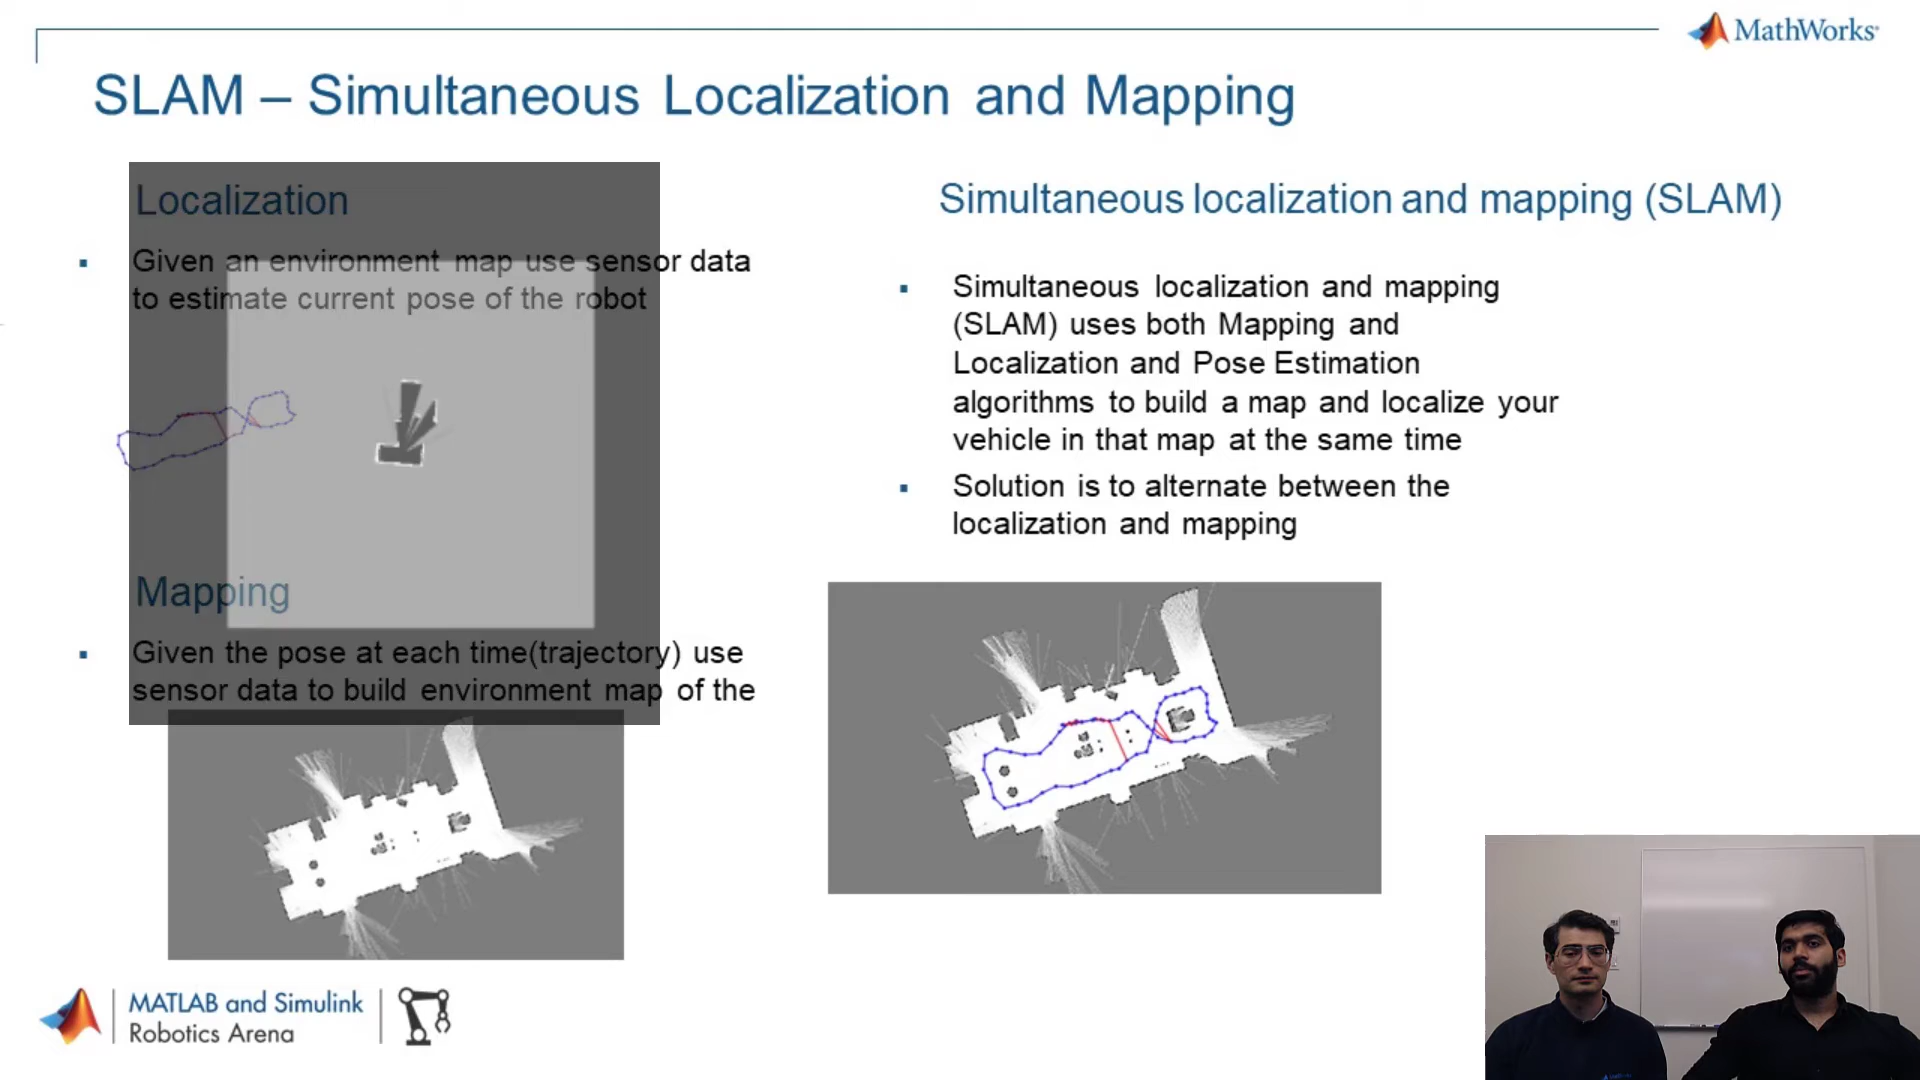 MathWorks
SLAM – Simultaneous Localization and Mapping
Localization
▪ Given an environment map use sensor data
to estimate current pose of the robot
Mapping
▪ Given the pose at each time(trajectory) use
sensor data to build environment map of the
Simultaneous localization and mapping (SLAM)
▪ Simultaneous localization and mapping
(SLAM) uses both Mapping and
Localization and Pose Estimation
algorithms to build a map and localize your
vehicle in that map at the same time
▪ Solution is to alternate between the
localization and mapping
MATLAB and Simulink
Robotics Arena